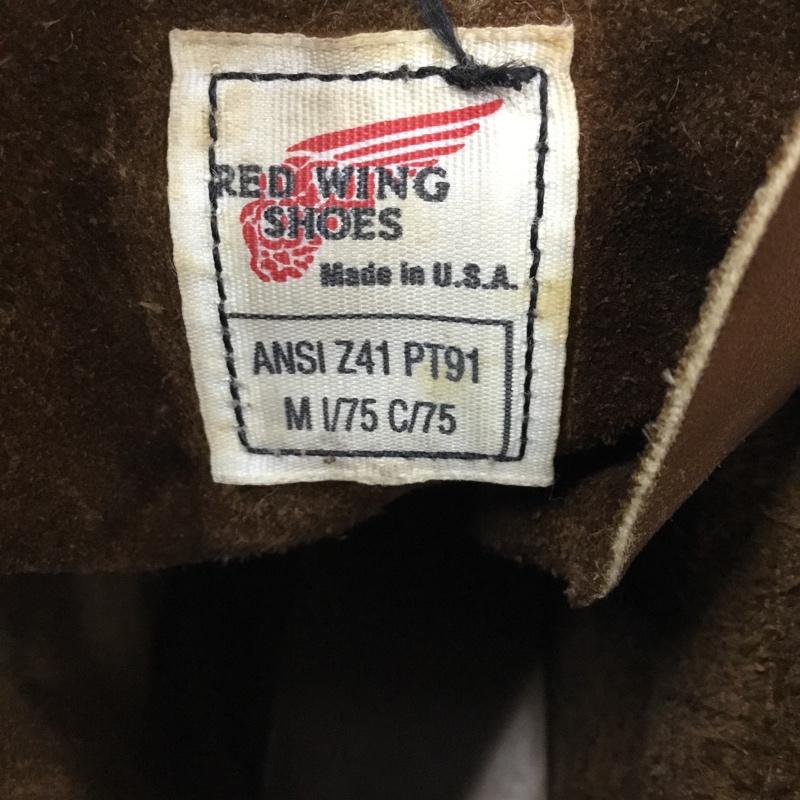 RED WING
SHOES
Made in U.S.A.
ANSI Z41 PT91
M I/75 C/75